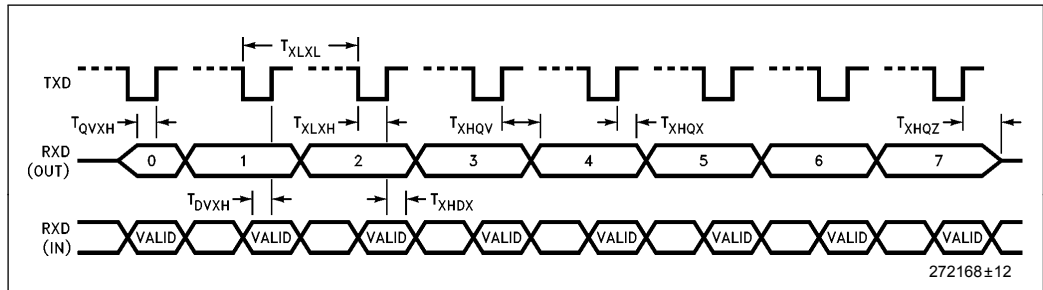 T_XLXL
TXD
T_QVXH T_XLXH T_XHQV T_XHQX T_XHQZ
RXD (OUT) 0 1 2 3 4 5 6 7
T_DVXH T_XHDX
RXD (IN) VALID VALID VALID VALID VALID VALID VALID VALID
272168±12